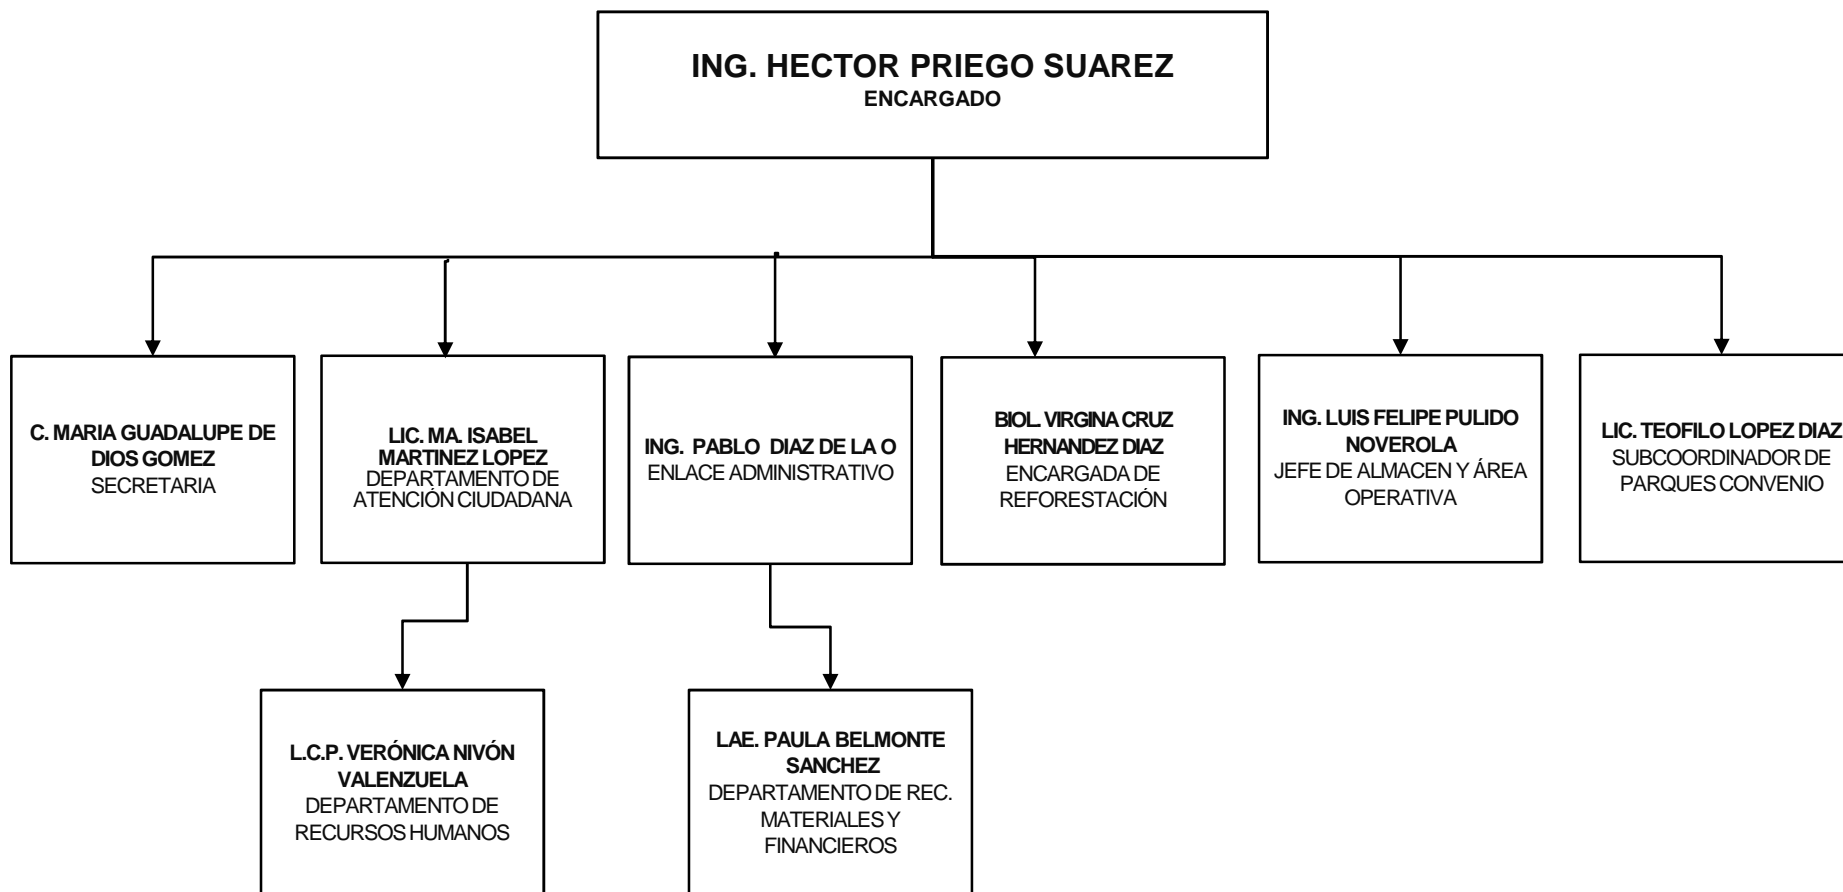 ING. HECTOR PRIEGO SUAREZ
ENCARGADO
C. MARIA GUADALUPE DE
DIOS GOMEZ
SECRETARIA
LIC. MA. ISABEL
MARTINEZ LOPEZ
DEPARTAMENTO DE
ATENCIÓN CIUDADANA
ING. PABLO DIAZ DE LA O
ENLACE ADMINISTRATIVO
BIOL. VIRGINA CRUZ
HERNANDEZ DIAZ
ENCARGADA DE
REFORESTACIÓN
ING. LUIS FELIPE PULIDO
NOVEROLA
JEFE DE ALMACEN Y ÁREA
OPERATIVA
LIC. TEOFILO LOPEZ DIAZ
SUBCOORDINADOR DE
PARQUES CONVENIO
L.C.P. VERÓNICA NIVÓN
VALENZUELA
DEPARTAMENTO DE
RECURSOS HUMANOS
LAE. PAULA BELMONTE
SANCHEZ
DEPARTAMENTO DE REC.
MATERIALES Y
FINANCIEROS